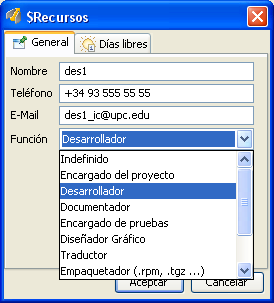 $Recursos
General
Días libres
Nombre
des1
Teléfono
+34 93 555 55 55
E-Mail
des1_ic@upc.edu
Función
Desarrollador
Indefinido
Encargado del proyecto
Desarrollador
Documentador
Encargado de pruebas
Diseñador Gráfico
Traductor
Empaquetador (.rpm, .tgz ...)
Aceptar
Cancelar